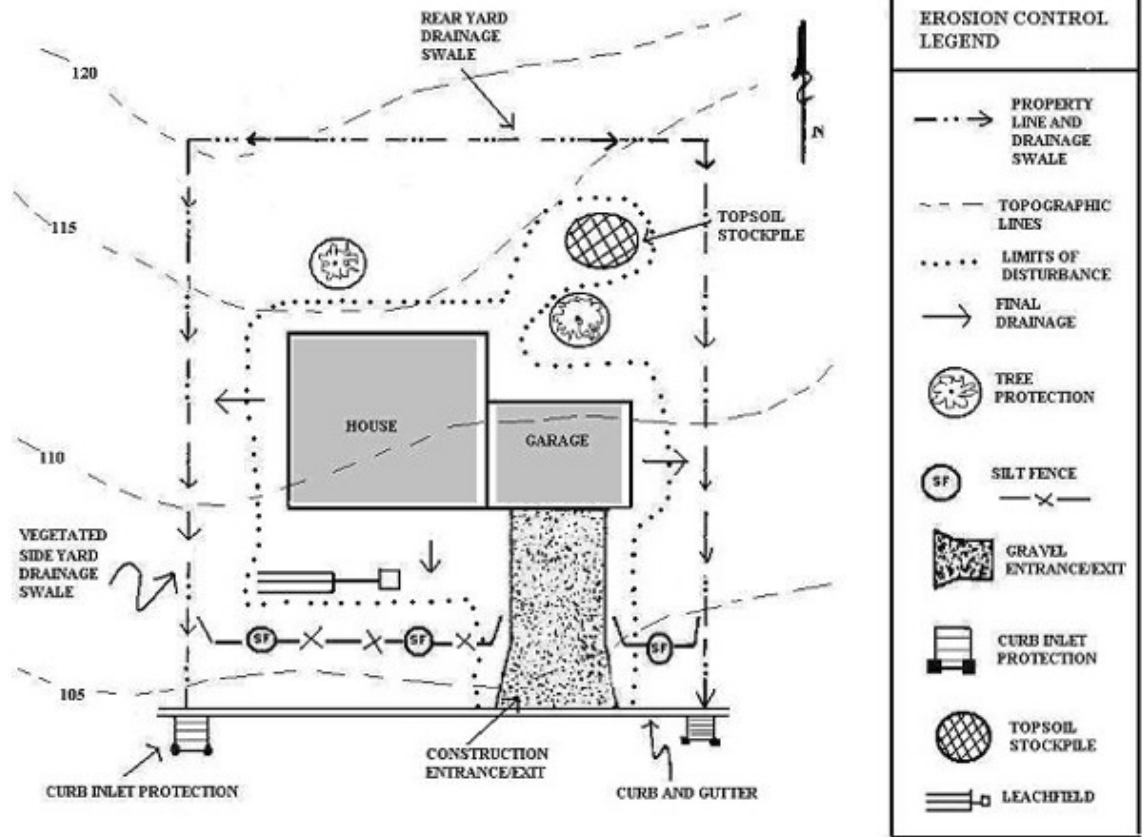 REAR YARD
DRAINAGE
SWALE
120
N
115
TOPSOIL
STOCKPILE
HOUSE
GARAGE
110
VEGETATED
SIDE YARD
DRAINAGE
SWALE
SF
SF
SF
105
CURB INLET PROTECTION
CONSTRUCTION
ENTRANCE/EXIT
CURB AND GUTTER
EROSION CONTROL
LEGEND
PROPERTY
LINE AND
DRAINAGE
SWALE
TOPOGRAPHIC
LINES
LIMITS OF
DISTURBANCE
FINAL
DRAINAGE
TREE
PROTECTION
SF
SILT FENCE
GRAVEL
ENTRANCE/EXIT
CURB INLET
PROTECTION
TOPSOIL
STOCKPILE
LEACHFIELD